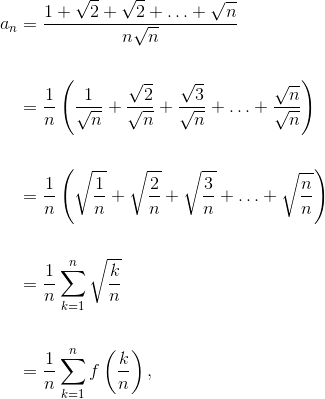 a_n = \frac{1 + \sqrt{2} + \sqrt{2} + \ldots + \sqrt{n}}{n\sqrt{n}}
= \frac{1}{n} \left( \frac{1}{\sqrt{n}} + \frac{\sqrt{2}}{\sqrt{n}} + \frac{\sqrt{3}}{\sqrt{n}} + \ldots + \frac{\sqrt{n}}{\sqrt{n}} \right)
= \frac{1}{n} \left( \sqrt{\frac{1}{n}} + \sqrt{\frac{2}{n}} + \sqrt{\frac{3}{n}} + \ldots + \sqrt{\frac{n}{n}} \right)
= \frac{1}{n} \sum_{k=1}^{n} \sqrt{\frac{k}{n}}
= \frac{1}{n} \sum_{k=1}^{n} f\left( \frac{k}{n} \right),